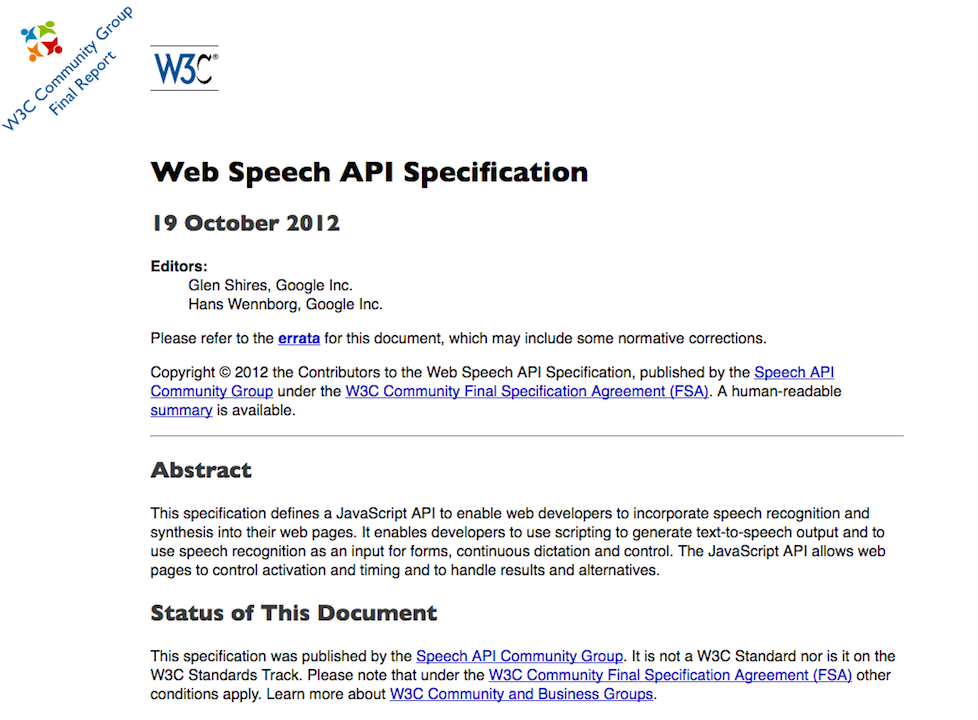 W3C Community Group
Final Report
W3C®
Web Speech API Specification
19 October 2012
Editors:
Glen Shires, Google Inc.
Hans Wennborg, Google Inc.
Please refer to the errata for this document, which may include some normative corrections.
Copyright © 2012 the Contributors to the Web Speech API Specification, published by the Speech API
Community Group under the W3C Community Final Specification Agreement (FSA). A human-readable
summary is available.
Abstract
This specification defines a JavaScript API to enable web developers to incorporate speech recognition and
synthesis into their web pages. It enables developers to use scripting to generate text-to-speech output and to
use speech recognition as an input for forms, continuous dictation and control. The JavaScript API allows web
pages to control activation and timing and to handle results and alternatives.
Status of This Document
This specification was published by the Speech API Community Group. It is not a W3C Standard nor is it on the
W3C Standards Track. Please note that under the W3C Community Final Specification Agreement (FSA) other
conditions apply. Learn more about W3C Community and Business Groups.